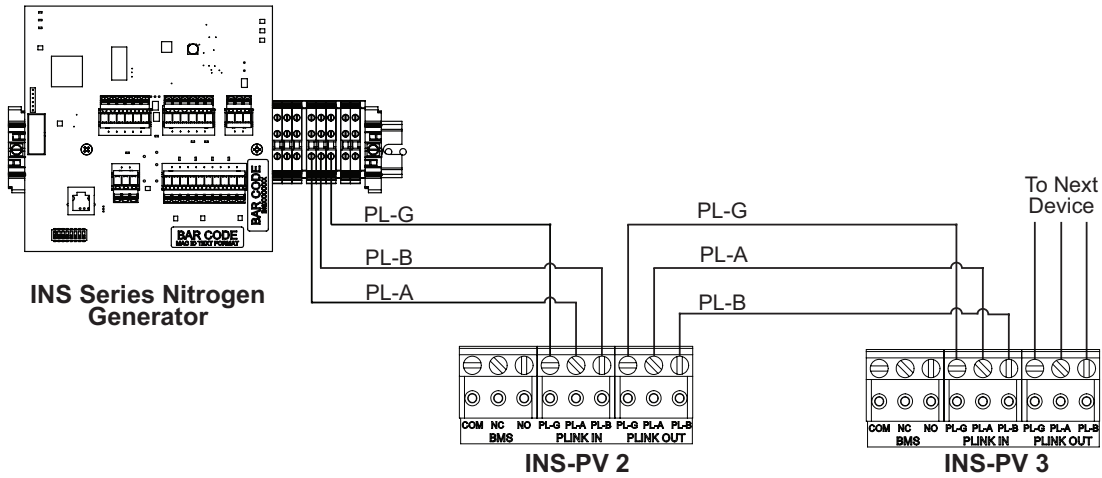 BAR CODE
MAC ID TEXT FORMAT
BAR CODE
INS Series Nitrogen
Generator
PL-G
PL-B
PL-A
PL-G
PL-A
PL-B
To Next
Device
COM NC NO PL-G PL-A PL-B PL-G PL-A PL-B
BMS PLINK IN PLINK OUT
INS-PV 2
COM NC NO PL-G PL-A PL-B PL-G PL-A PL-B
BMS PLINK IN PLINK OUT
INS-PV 3